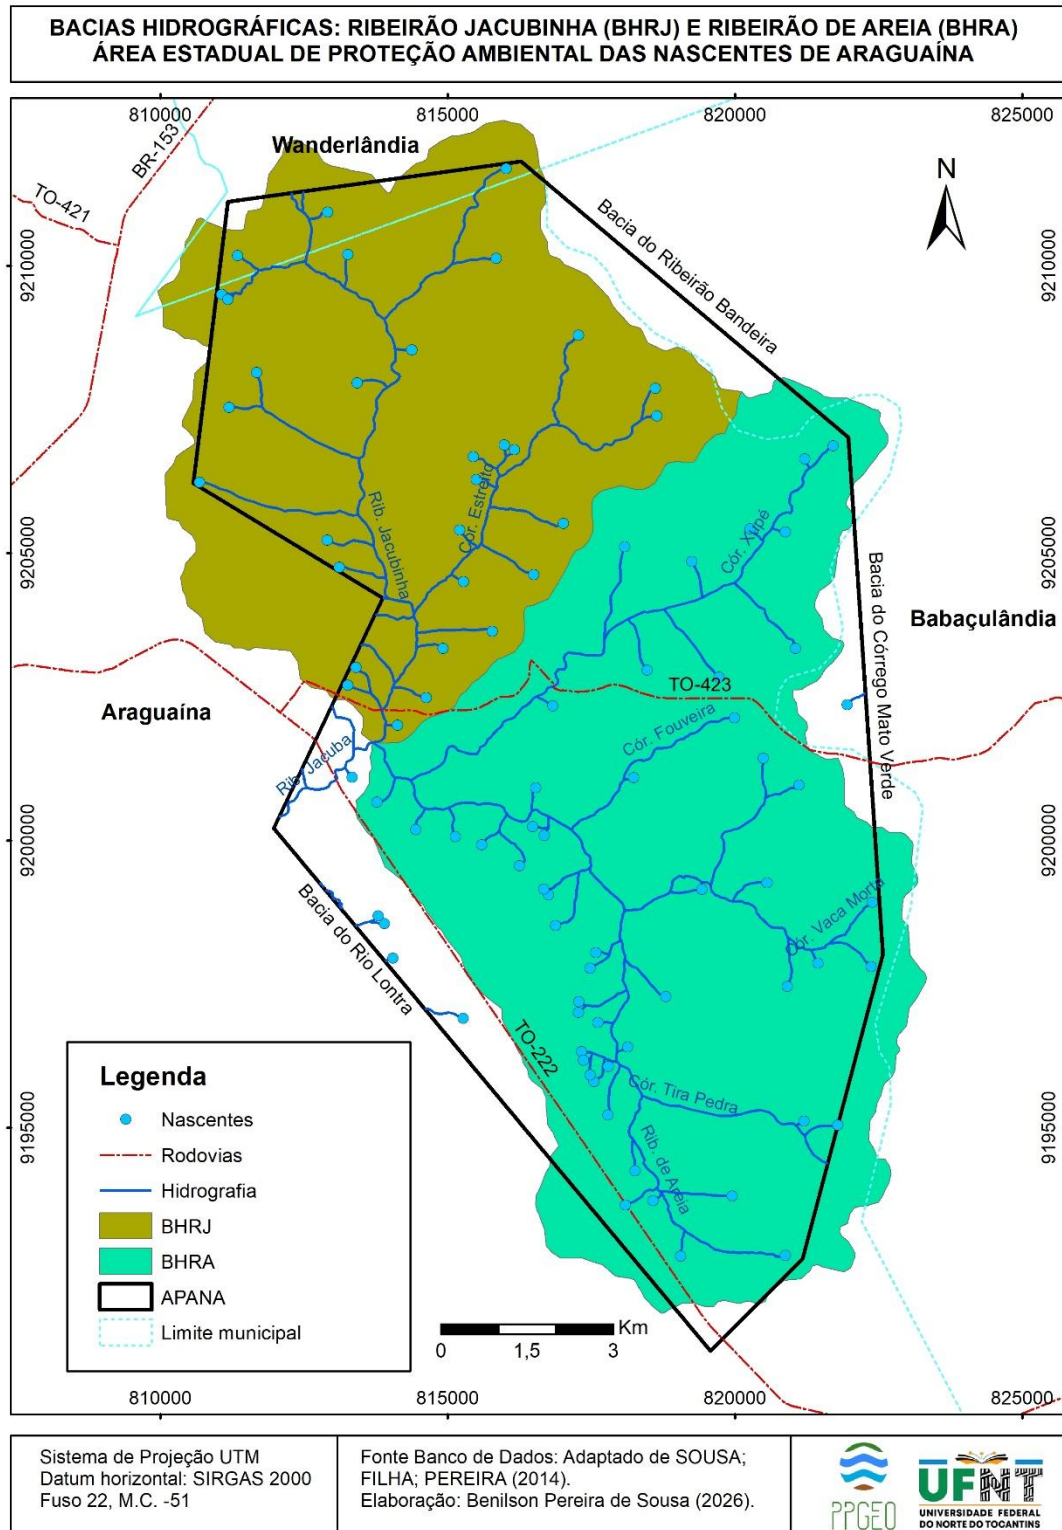 BACIAS HIDROGRÁFICAS: RIBEIRÃO JACUBINHA (BHRJ) E RIBEIRÃO DE AREIA (BHRA)
ÁREA ESTADUAL DE PROTEÇÃO AMBIENTAL DAS NASCENTES DE ARAGUAÍNA
810000
815000
820000
825000
BR-153
Wanderlândia
TO-421
N
Bacia do Ribeirão Bandeira
9210000
9210000
Rib. Jacubinha
Cór. Estreito
Cór. Xupé
9205000
9205000
Bacia do Córrego Mato Verde
Babaçulândia
Araguaína
TO-423
Cór. Fouveira
Rib. Jacuba
9200000
9200000
Bacia do Rio Lontra
Cór. Vaca Morta
TO-222
Cór. Tira Pedra
Rib. de Areia
9195000
9195000
Legenda
Nascentes
Rodovias
Hidrografia
BHRJ
BHRA
APANA
Limite municipal
Km
0 1,5 3
810000
815000
820000
825000
Sistema de Projeção UTM
Datum horizontal: SIRGAS 2000
Fuso 22, M.C. -51
Fonte Banco de Dados: Adaptado de SOUSA;
FILHA; PEREIRA (2014).
Elaboração: Benilson Pereira de Sousa (2026).
PPGEO
UFNT
UNIVERSIDADE FEDERAL
DO NORTE DO TOCANTINS